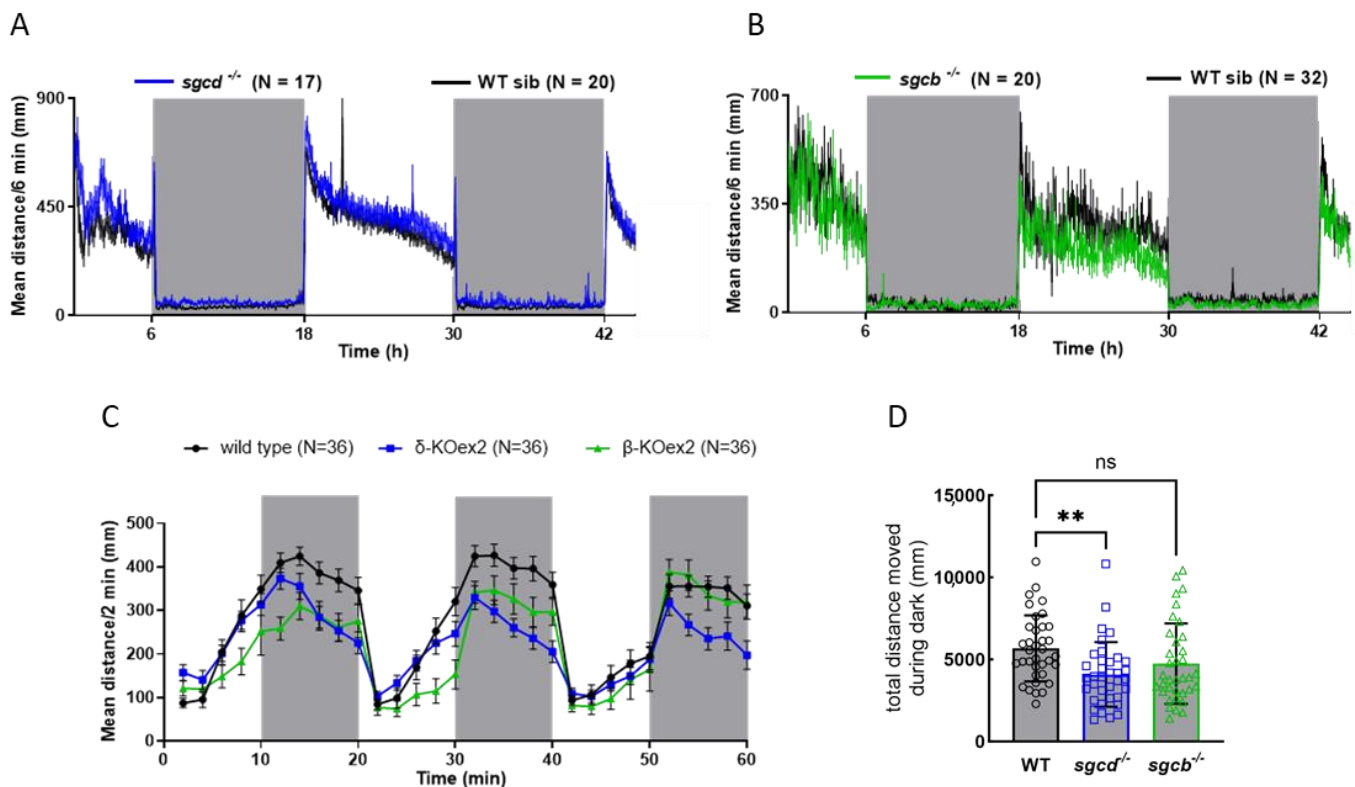 A
sgcd -/- (N = 17)
WT sib (N = 20)
Mean distance/6 min (mm)
900
450
0
6
18
30
42
Time (h)
B
sgcb -/- (N = 20)
WT sib (N = 32)
Mean distance/6 min (mm)
700
350
0
6
18
30
42
Time (h)
C
wild type (N=36)
δ-KOex2 (N=36)
β-KOex2 (N=36)
Mean distance/2 min (mm)
500
400
300
200
100
0
0
10
20
30
40
50
60
Time (min)
D
total distance moved
during dark (mm)
15000
10000
5000
0
ns
**
WT
sgcd-/-
sgcb-/-